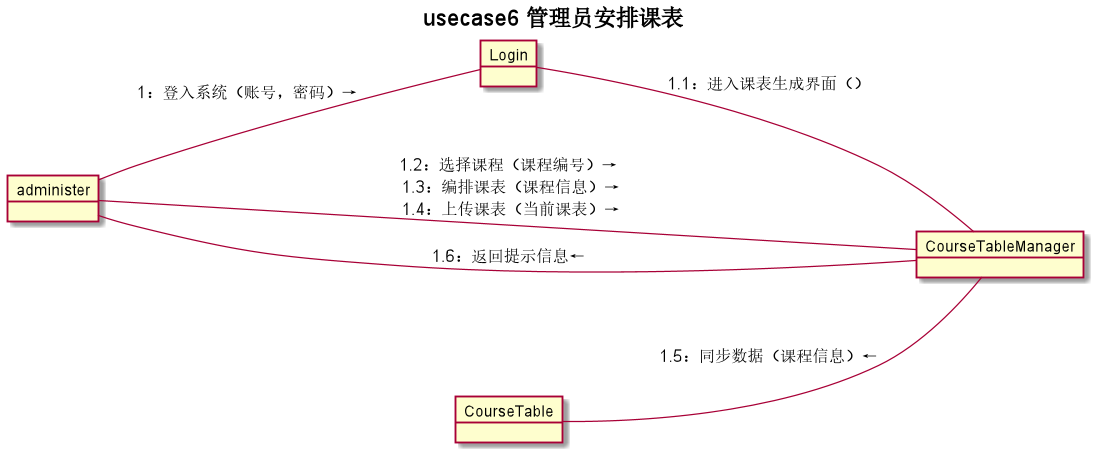 usecase6 管理员安排课表
Login
1.1：进入课表生成界面（）
1：登入系统（账号，密码）→
1.2：选择课程（课程编号）→
1.3：编排课表（课程信息）→
1.4：上传课表（当前课表）→
administer
CourseTableManager
1.6：返回提示信息←
1.5：同步数据（课程信息）←
CourseTable